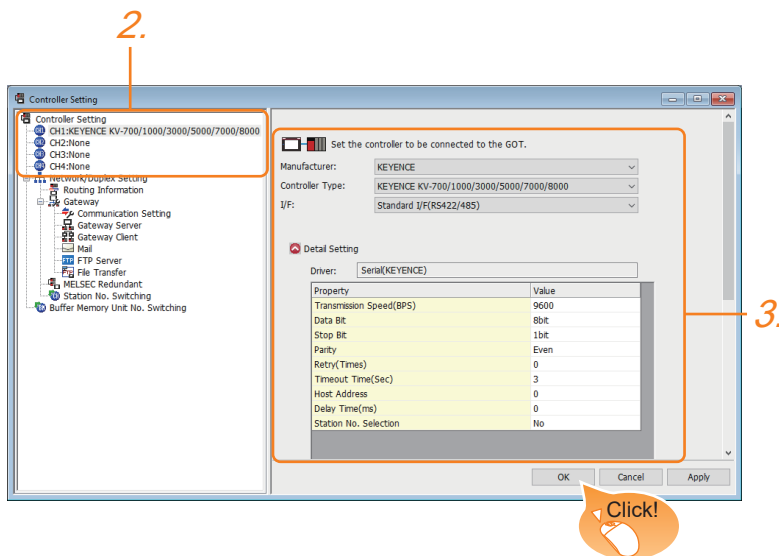 2.
Controller Setting
Controller Setting
CH1:KEYENCE KV-700/1000/3000/5000/7000/8000
CH2:None
CH3:None
CH4:None
Network/Duplex Setting
Routing Information
Gateway
Communication Setting
Gateway Server
Gateway Client
Mail
FTP Server
File Transfer
MELSEC Redundant
Station No. Switching
Buffer Memory Unit No. Switching
Set the controller to be connected to the GOT.
Manufacturer: KEYENCE
Controller Type: KEYENCE KV-700/1000/3000/5000/7000/8000
I/F: Standard I/F(RS422/485)
Detail Setting
Driver: Serial(KEYENCE)
Property Value
Transmission Speed(BPS) 9600
Data Bit 8bit
Stop Bit 1bit
Parity Even
Retry(Times) 0
Timeout Time(Sec) 3
Host Address 0
Delay Time(ms) 0
Station No. Selection No
3.
OK Cancel Apply
Click!